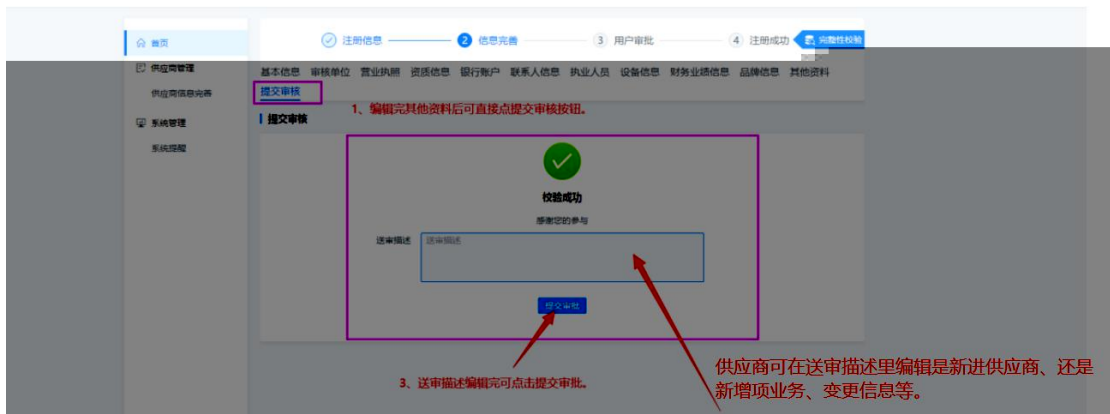 首页
注册信息
2 信息完善
3 用户审批
4 注册成功
完整性校验
供应商管理
供应商信息完善
系统管理
系统提醒
基本信息 审核单位 营业执照 资质信息 银行账户 联系人信息 执业人员 设备信息 财务业绩信息 品牌信息 其他资料
提交审核
1、编辑完其他资料后可直接点提交审核按钮。
提交审核
校验成功
感谢您的参与
送审描述
送审描述
提交审批
3、送审描述编辑完可点击提交审批。
供应商可在送审描述里编辑是新进供应商、还是
新增项业务、变更信息等。